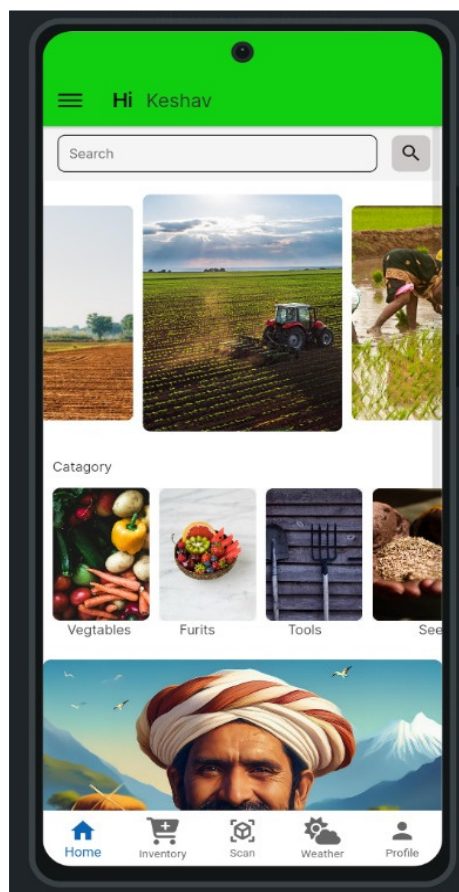 Hi Keshav
Search
Catagory
Vegtables Furits Tools See
Home Inventory Scan Weather Profile